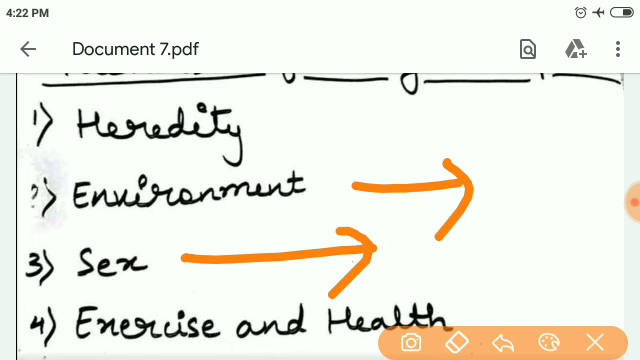 4:22 PM
Document 7.pdf
1) Heredity
2) Environment
3) Sex
4) Exercise and Health